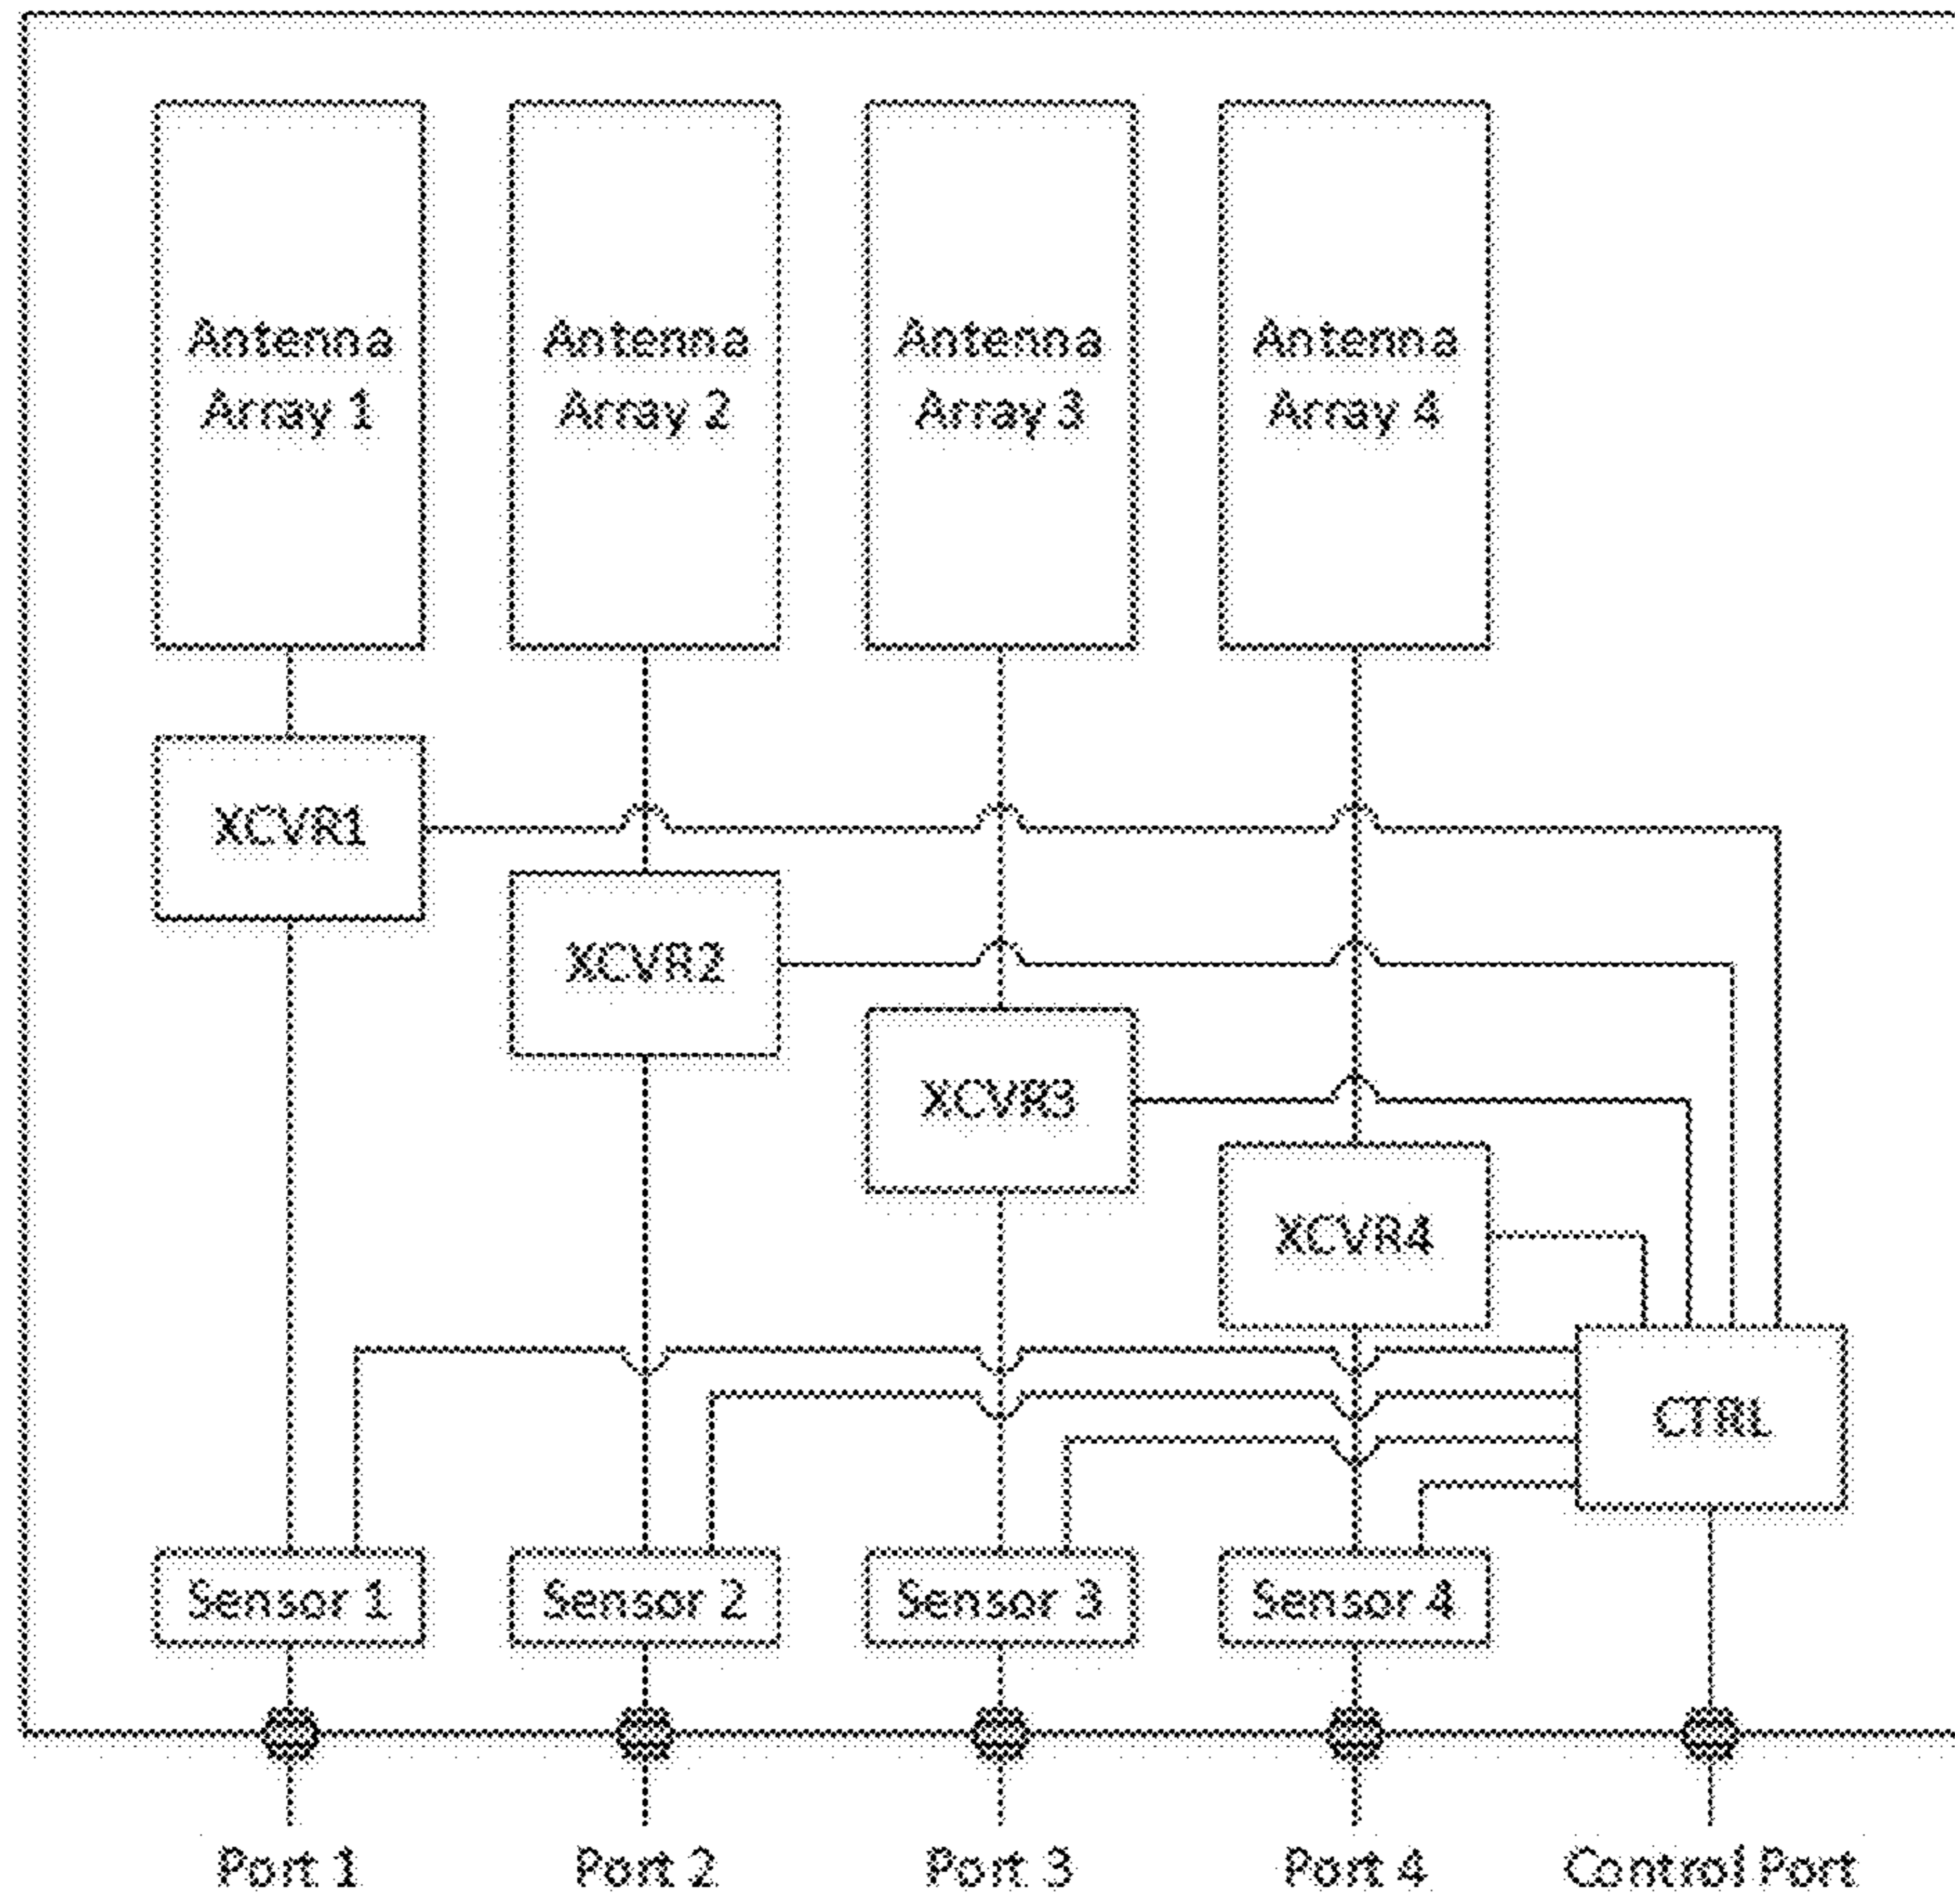 Antenna
Array 1
Antenna
Array 2
Antenna
Array 3
Antenna
Array 4
XCVR1
XCVR2
XCVR3
XCVR4
CTRL
Sensor 1
Sensor 2
Sensor 3
Sensor 4
Port 1
Port 2
Port 3
Port 4
Control Port